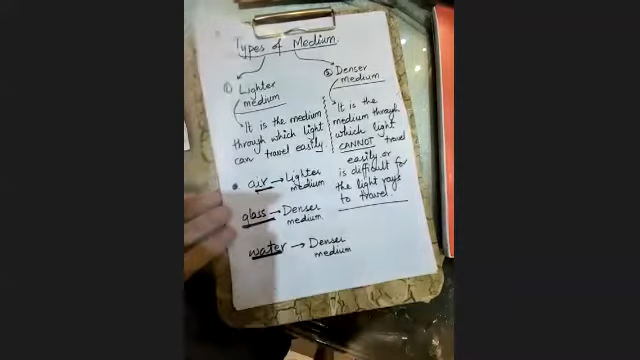 Types of Medium
① Lighter
medium
It is the medium
through which light
can travel easily.
② Denser
medium
It is the
medium through
which light
CANNOT travel
easily or
is difficult for
the light rays
to travel.
air → Lighter
medium
glass → Denser
medium.
water → Denser
medium